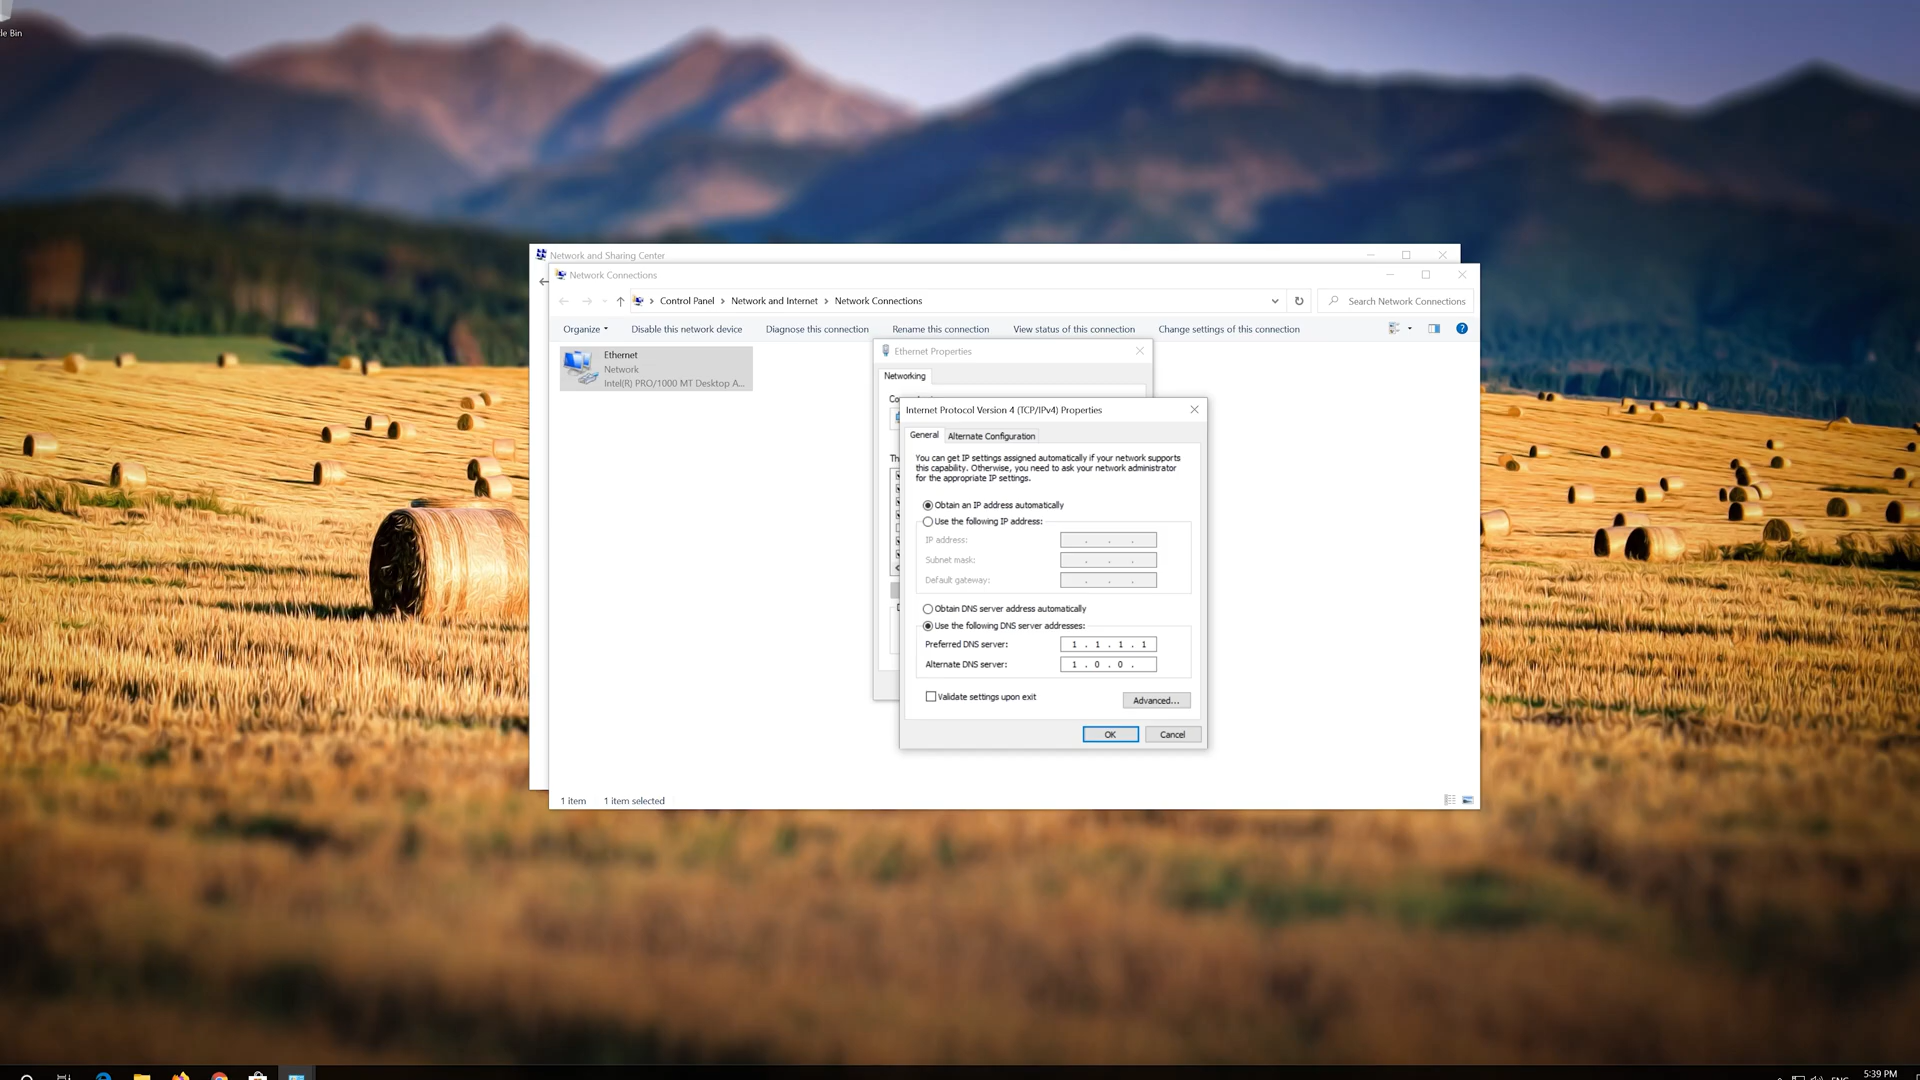 le Bin
Network and Sharing Center
Network Connections
Control Panel Network and Internet Network Connections
Search Network Connections
Organize Disable this network device Diagnose this connection Rename this connection View status of this connection Change settings of this connection
Ethernet
Network
Intel(R) PRO/1000 MT Desktop A...
Ethernet Properties
Networking
Co
Internet Protocol Version 4 (TCP/IPv4) Properties
General Alternate Configuration
You can get IP settings assigned automatically if your network supports
this capability. Otherwise, you need to ask your network administrator
for the appropriate IP settings.
Th
Obtain an IP address automatically
Use the following IP address:
IP address: . . .
Subnet mask: . . .
Default gateway: . . .
Obtain DNS server address automatically
Use the following DNS server addresses:
Preferred DNS server: 1 . 1 . 1 . 1
Alternate DNS server: 1 . 0 . 0 .
Validate settings upon exit
Advanced...
OK Cancel
1 item 1 item selected
5:39 PM